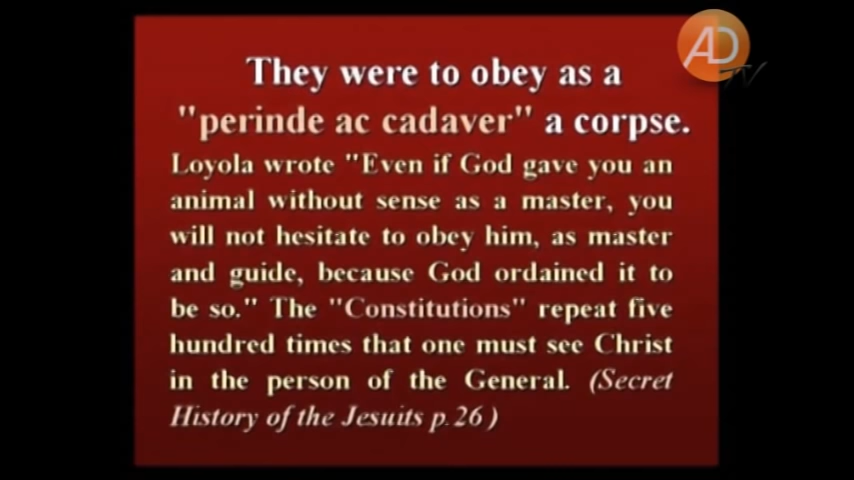 AD
TV
They were to obey as a
"perinde ac cadaver" a corpse.
Loyola wrote "Even if God gave you an
animal without sense as a master, you
will not hesitate to obey him, as master
and guide, because God ordained it to
be so." The "Constitutions" repeat five
hundred times that one must see Christ
in the person of the General. (Secret
History of the Jesuits p.26 )